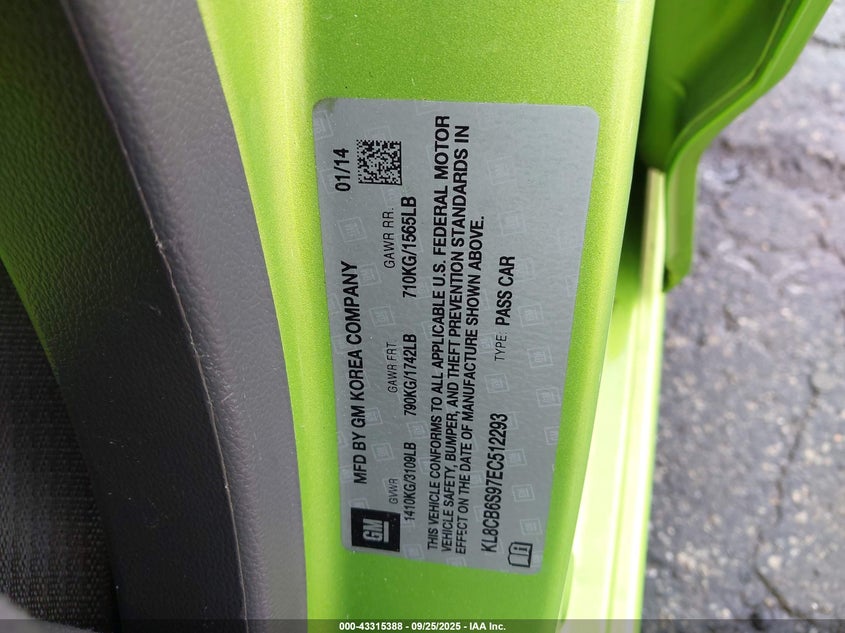 GM
MFD BY GM KOREA COMPANY
01/14
GVWR GAWR FRT. GAWR RR.
1410KG/3109LB 790KG/1742LB 710KG/1565LB
THIS VEHICLE CONFORMS TO ALL APPLICABLE U.S. FEDERAL MOTOR
VEHICLE SAFETY, BUMPER, AND THEFT PREVENTION STANDARDS IN
EFFECT ON THE DATE OF MANUFACTURE SHOWN ABOVE.
KL8CB6S97EC512293 TYPE: PASS CAR
000-43315388 - 09/25/2025 - IAA Inc.